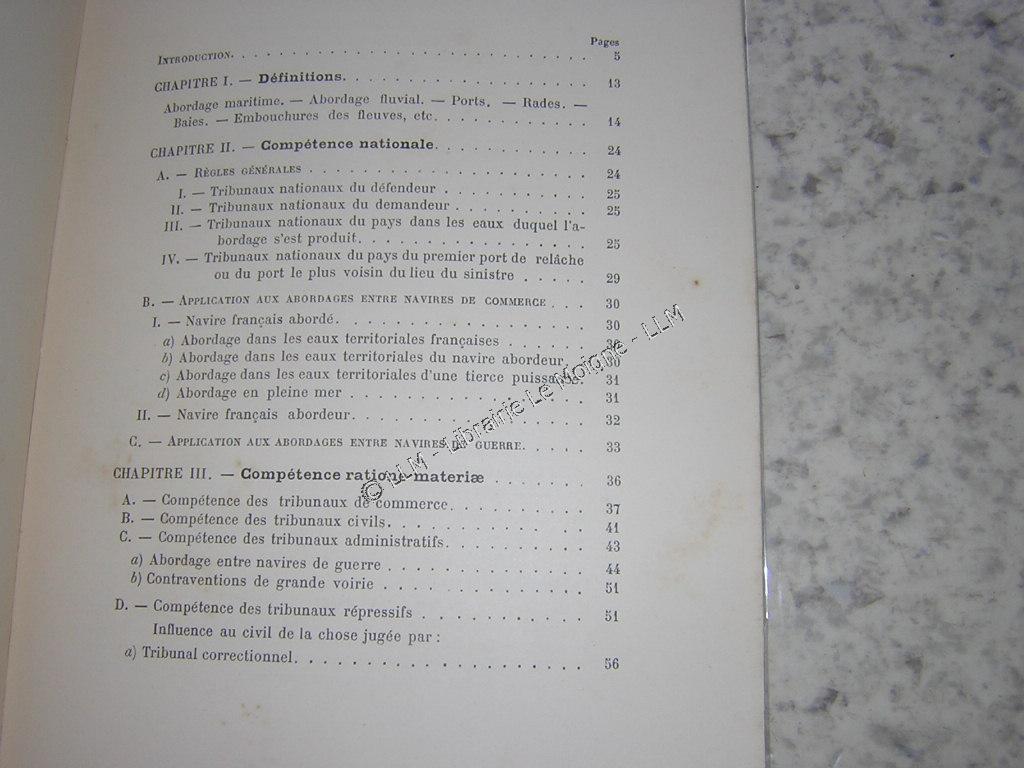 Pages
Introduction. . . . . . . . . . . . . . . . . . . 5
CHAPITRE I. — Définitions. . . . . . . . . . . . . . 13
Abordage maritime. — Abordage fluvial. — Ports. — Rades. —
Baies. — Embouchures des fleuves, etc. . . . . . . . . . 14
CHAPITRE II. — Compétence nationale. . . . . . . . . . 24
A. — Règles générales . . . . . . . . . . . . . . . 24
I. — Tribunaux nationaux du défendeur . . . . . . . . 25
II. — Tribunaux nationaux du demandeur . . . . . . . . 25
III. — Tribunaux nationaux du pays dans les eaux duquel l'a-
bordage s'est produit. . . . . . . . . . . . . 25
IV. — Tribunaux nationaux du pays du premier port de relâche
ou du port le plus voisin du lieu du sinistre . . . . . 29
B. — Application aux abordages entre navires de commerce . . . 30
I. — Navire français abordé. . . . . . . . . . . . . 30
a) Abordage dans les eaux territoriales françaises . . . . . 30
b) Abordage dans les eaux territoriales du navire abordeur. 30
c) Abordage dans les eaux territoriales d'une tierce 31
d) Abordage en pleine mer . . . . . . . . . . . . 31
II. — Navire français abordeur. . . . . . . . . . . . 32
C. — Application aux abordages entre navires de guerre. . . . 33
CHAPITRE III. — Compétence ratione materiæ . . . . . . 36
A. — Compétence des tribunaux de commerce. . . . . . . . 37
B. — Compétence des tribunaux civils. . . . . . . . . . . 41
C. — Compétence des tribunaux administratifs. . . . . . . . 43
a) Abordage entre navires de guerre . . . . . . . . . . 44
b) Contraventions de grande voirie . . . . . . . . . . . 51
D. — Compétence des tribunaux répressifs . . . . . . . . . 51
Influence au civil de la chose jugée par :
a) Tribunal correctionnel. . . . . . . . . . . . . . . 56
© LLM - Librairie Le Moigne - LLM